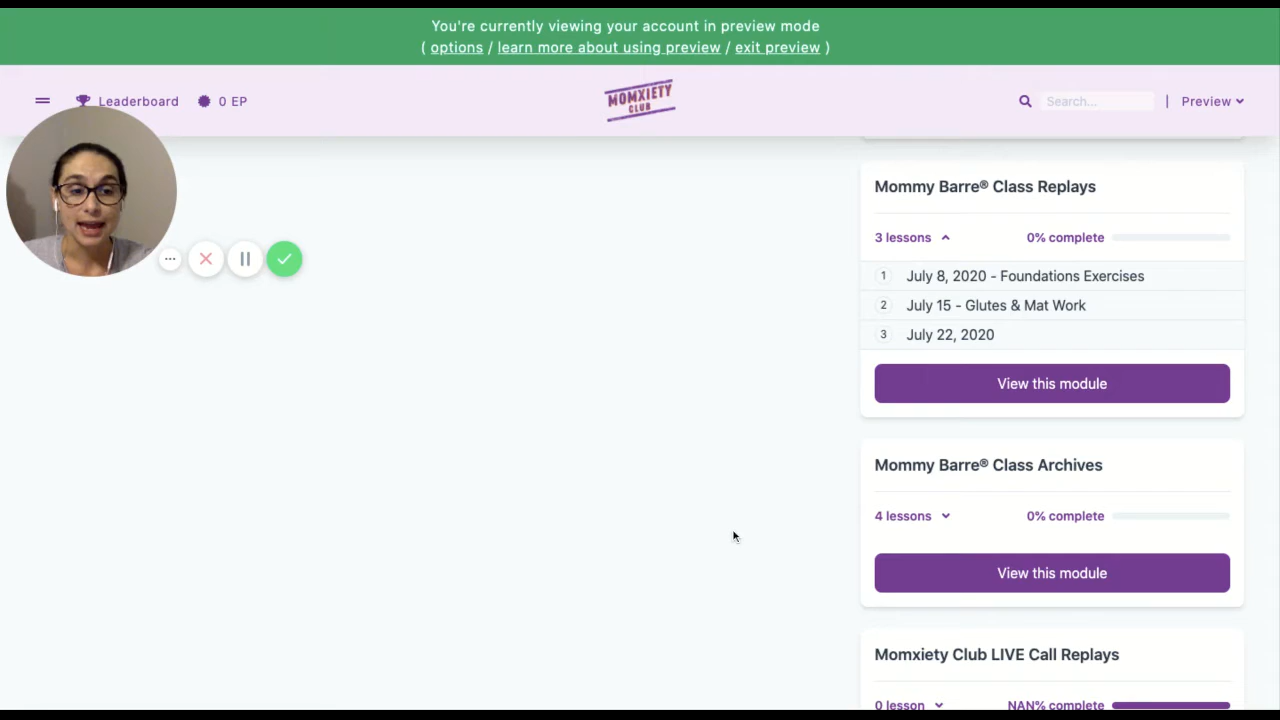 You're currently viewing your account in preview mode
( options / learn more about using preview / exit preview )
Leaderboard
0 EP
MOMXIETY
CLUB
Search...
|
Preview
Mommy Barre® Class Replays
3 lessons
0% complete
1 July 8, 2020 - Foundations Exercises
2 July 15 - Glutes & Mat Work
3 July 22, 2020
View this module
Mommy Barre® Class Archives
4 lessons
0% complete
View this module
Momxiety Club LIVE Call Replays
0 lesson
NAN% complete